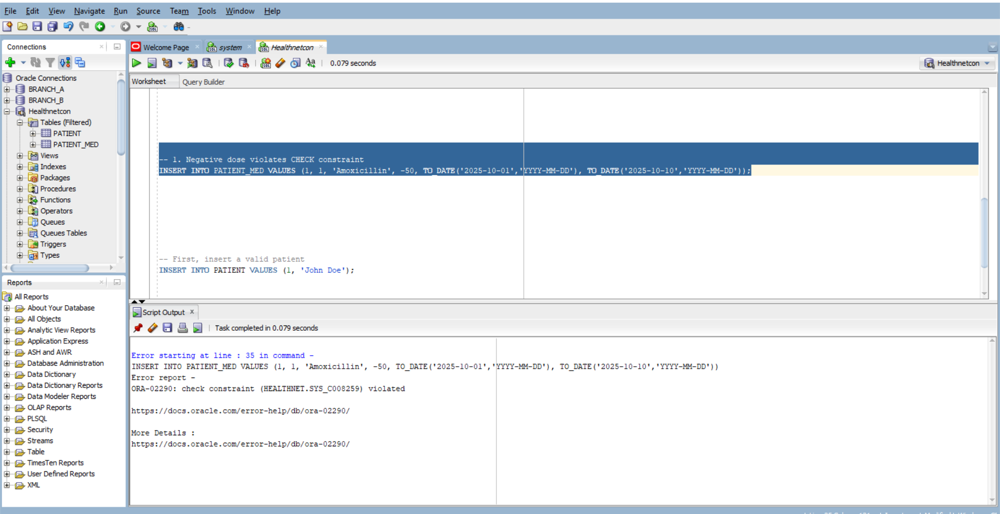 File Edit View Navigate Run Source Team Tools Window Help
Connections
Oracle Connections
BRANCH_A
BRANCH_B
Healthnetcon
Tables (Filtered)
PATIENT
PATIENT_MED
Views
Indexes
Packages
Procedures
Functions
Operators
Queues
Queues Tables
Triggers
Types
Reports
All Reports
About Your Database
All Objects
Analytic View Reports
Application Express
ASH and AWR
Database Administration
Data Dictionary
Data Dictionary Reports
Data Modeler Reports
OLAP Reports
PLSQL
Security
Streams
Table
TimesTen Reports
User Defined Reports
XML
Welcome Page system Healthnetcon
0.079 seconds
Healthnetcon
Worksheet Query Builder
-- 1. Negative dose violates CHECK constraint
INSERT INTO PATIENT_MED VALUES (1, 1, 'Amoxicillin', -50, TO_DATE('2025-10-01','YYYY-MM-DD'), TO_DATE('2025-10-10','YYYY-MM-DD'));
-- First, insert a valid patient
INSERT INTO PATIENT VALUES (1, 'John Doe');
Script Output
Task completed in 0.079 seconds
Error starting at line : 35 in command -
INSERT INTO PATIENT_MED VALUES (1, 1, 'Amoxicillin', -50, TO_DATE('2025-10-01','YYYY-MM-DD'), TO_DATE('2025-10-10','YYYY-MM-DD'))
Error report -
ORA-02290: check constraint (HEALTHNET.SYS_C008259) violated
https://docs.oracle.com/error-help/db/ora-02290/
More Details :
https://docs.oracle.com/error-help/db/ora-02290/